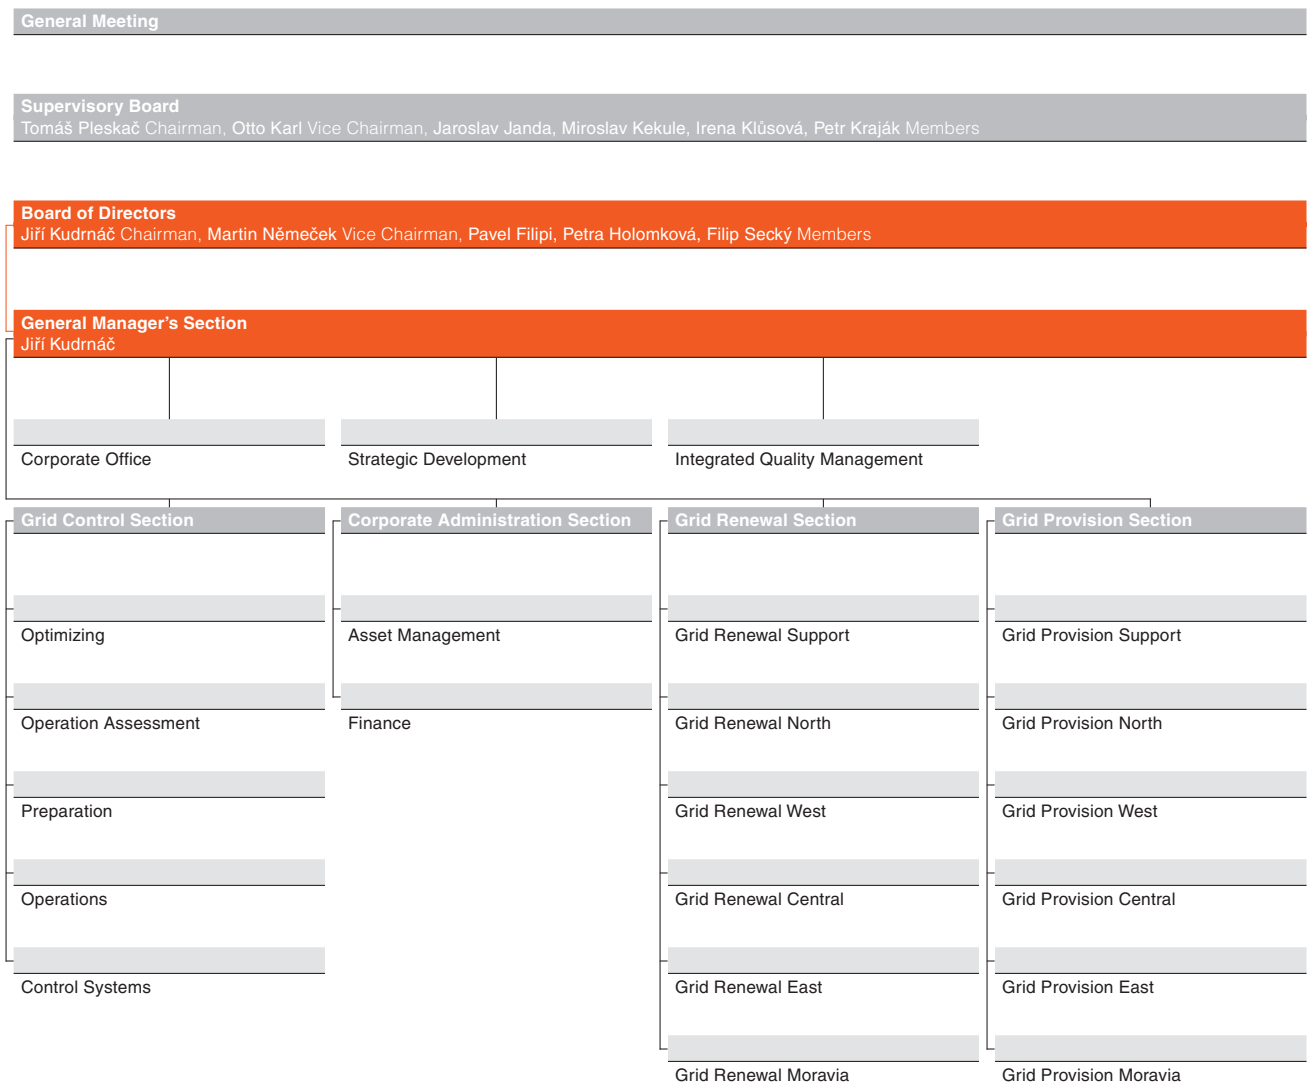 General Meeting
Supervisory Board
Tomáš Pleskač Chairman, Otto Karl Vice Chairman, Jaroslav Janda, Miroslav Kekule, Irena Klůsová, Petr Kraják Members
Board of Directors
Jiří Kudrnáč Chairman, Martin Němeček Vice Chairman, Pavel Filipi, Petra Holomková, Filip Secký Members
General Manager's Section
Jiří Kudrnáč
Corporate Office
Strategic Development
Integrated Quality Management
Grid Control Section
Corporate Administration Section
Grid Renewal Section
Grid Provision Section
Optimizing
Asset Management
Grid Renewal Support
Grid Provision Support
Operation Assessment
Finance
Grid Renewal North
Grid Provision North
Preparation
Grid Renewal West
Grid Provision West
Operations
Grid Renewal Central
Grid Provision Central
Control Systems
Grid Renewal East
Grid Provision East
Grid Renewal Moravia
Grid Provision Moravia